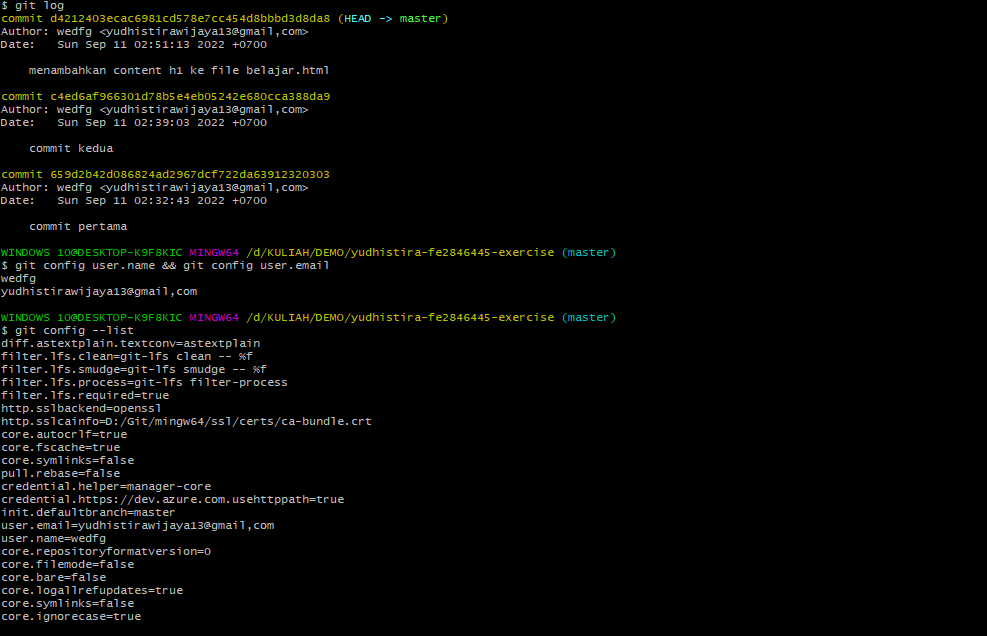 $ git log
commit d4212403ecac6981cd578e7cc454d8bbbd3d8da8 (HEAD -> master)
Author: wedfg <yudhistirawijaya13@gmail,com>
Date:   Sun Sep 11 02:51:13 2022 +0700
menambahkan content h1 ke file belajar.html
commit c4ed6af966301d78b5e4eb05242e680cca388da9
Author: wedfg <yudhistirawijaya13@gmail,com>
Date:   Sun Sep 11 02:39:03 2022 +0700
commit kedua
commit 659d2b42d086824ad2967dcf722da63912320303
Author: wedfg <yudhistirawijaya13@gmail,com>
Date:   Sun Sep 11 02:32:43 2022 +0700
commit pertama
WINDOWS 10@DESKTOP-K9F8KIC MINGW64 /d/KULIAH/DEMO/yudhistira-fe2846445-exercise (master)
$ git config user.name && git config user.email
wedfg
yudhistirawijaya13@gmail,com
WINDOWS 10@DESKTOP-K9F8KIC MINGW64 /d/KULIAH/DEMO/yudhistira-fe2846445-exercise (master)
$ git config --list
diff.astextplain.textconv=astextplain
filter.lfs.clean=git-lfs clean -- %f
filter.lfs.smudge=git-lfs smudge -- %f
filter.lfs.process=git-lfs filter-process
filter.lfs.required=true
http.sslbackend=openssl
http.sslcainfo=D:/Git/mingw64/ssl/certs/ca-bundle.crt
core.autocrlf=true
core.fscache=true
core.symlinks=false
pull.rebase=false
credential.helper=manager-core
credential.https://dev.azure.com.usehttppath=true
init.defaultbranch=master
user.email=yudhistirawijaya13@gmail,com
user.name=wedfg
core.repositoryformatversion=0
core.filemode=false
core.bare=false
core.logallrefupdates=true
core.symlinks=false
core.ignorecase=true